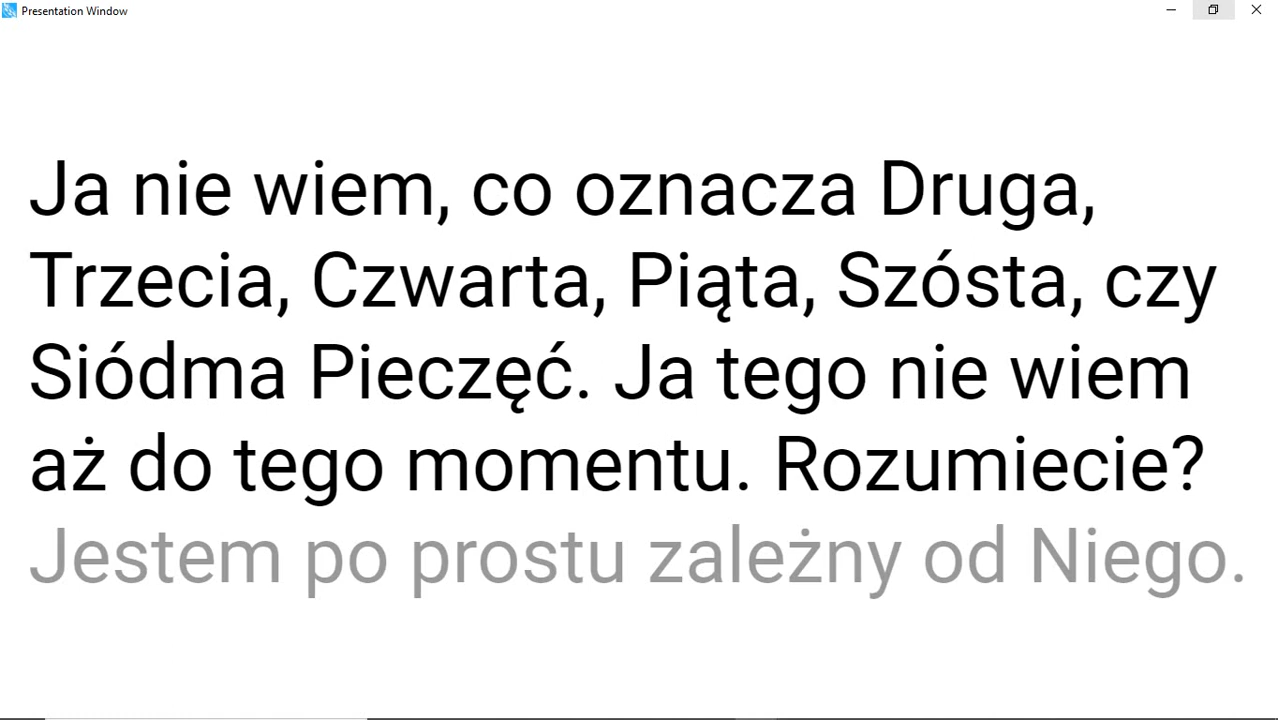 Presentation Window
Ja nie wiem, co oznacza Druga,
Trzecia, Czwarta, Piąta, Szósta, czy
Siódma Pieczęć. Ja tego nie wiem
aż do tego momentu. Rozumiecie?
Jestem po prostu zależny od Niego.